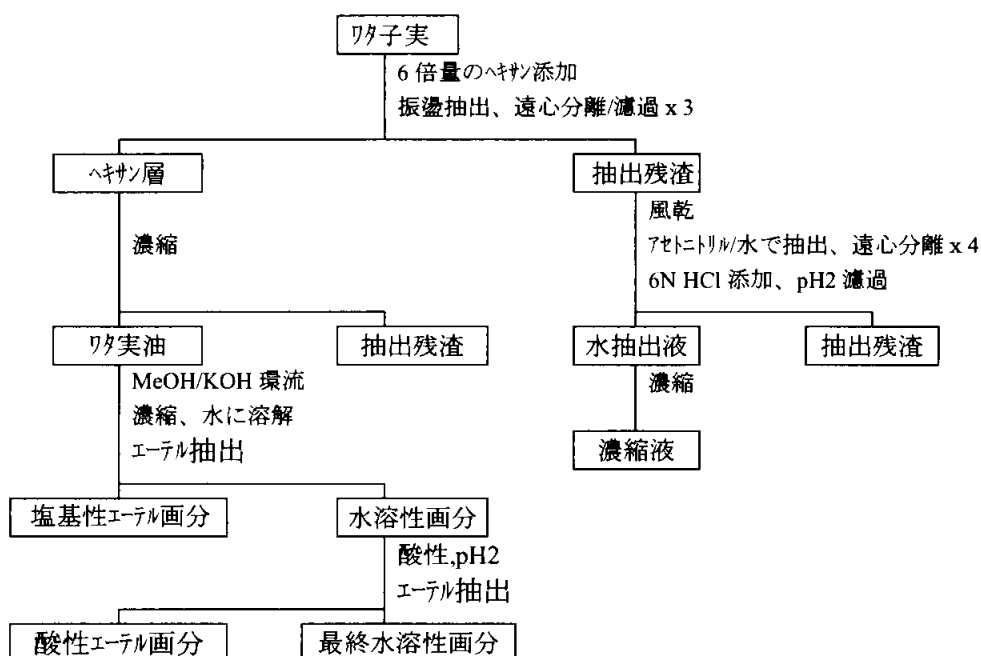 ワタ子実
6 倍量のヘキサン添加
振盪抽出、遠心分離/濾過 x 3
ヘキサン層
抽出残渣
濃縮
風乾
アセトニトリル/水で抽出、遠心分離 x 4
6N HCl 添加、pH2 濾過
ワタ実油
抽出残渣
水抽出液
抽出残渣
MeOH/KOH 環流
濃縮、水に溶解
エーテル抽出
濃縮
濃縮液
塩基性エーテル画分
水溶性画分
酸性,pH2
エーテル抽出
酸性エーテル画分
最終水溶性画分